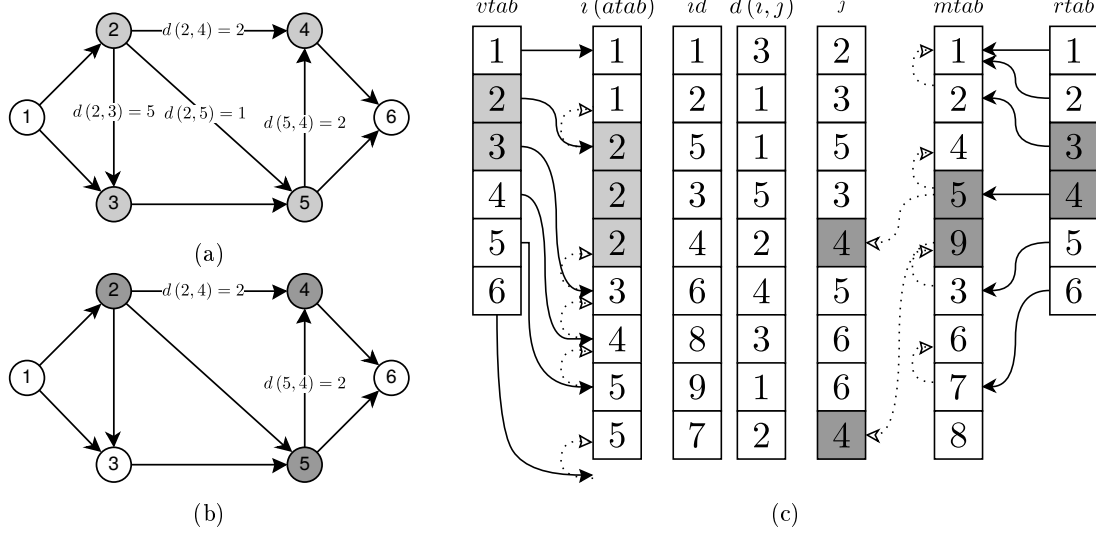 2
d (2, 4) = 2
4
1
d (2, 3) = 5
d (2, 5) = 1
d (5, 4) = 2
6
3
5
(a)
2
d (2, 4) = 2
4
1
d (5, 4) = 2
6
3
5
(b)
vtab i (atab) id d (i, j) j mtab rtab
1 1 1 3 2 1 1
2 1 2 1 3 2 2
3 2 5 1 5 4 3
4 2 3 5 3 5 4
5 2 4 2 4 9 5
6 3 6 4 5 3 6
4 8 3 6 6
5 9 1 6 7
5 7 2 4 8
(c)